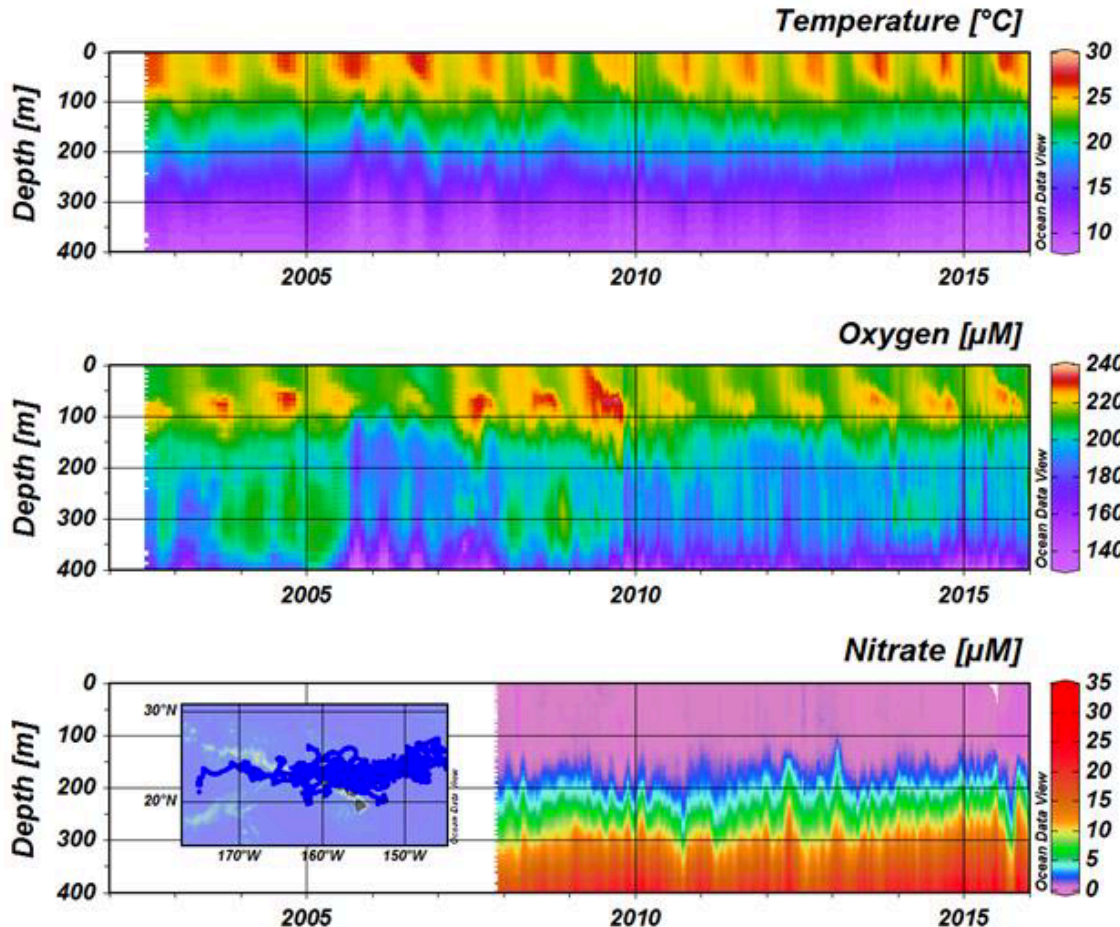 Temperature [°C]
0
100
200
300
400
Depth [m]
2005
2010
2015
30
25
20
15
10
Ocean Data View
Oxygen [µM]
0
100
200
300
400
Depth [m]
2005
2010
2015
240
220
200
180
160
140
Ocean Data View
Nitrate [µM]
0
100
200
300
400
Depth [m]
30°N
20°N
170°W
160°W
150°W
Ocean Data View
2005
2010
2015
35
30
25
20
15
10
5
0
Ocean Data View